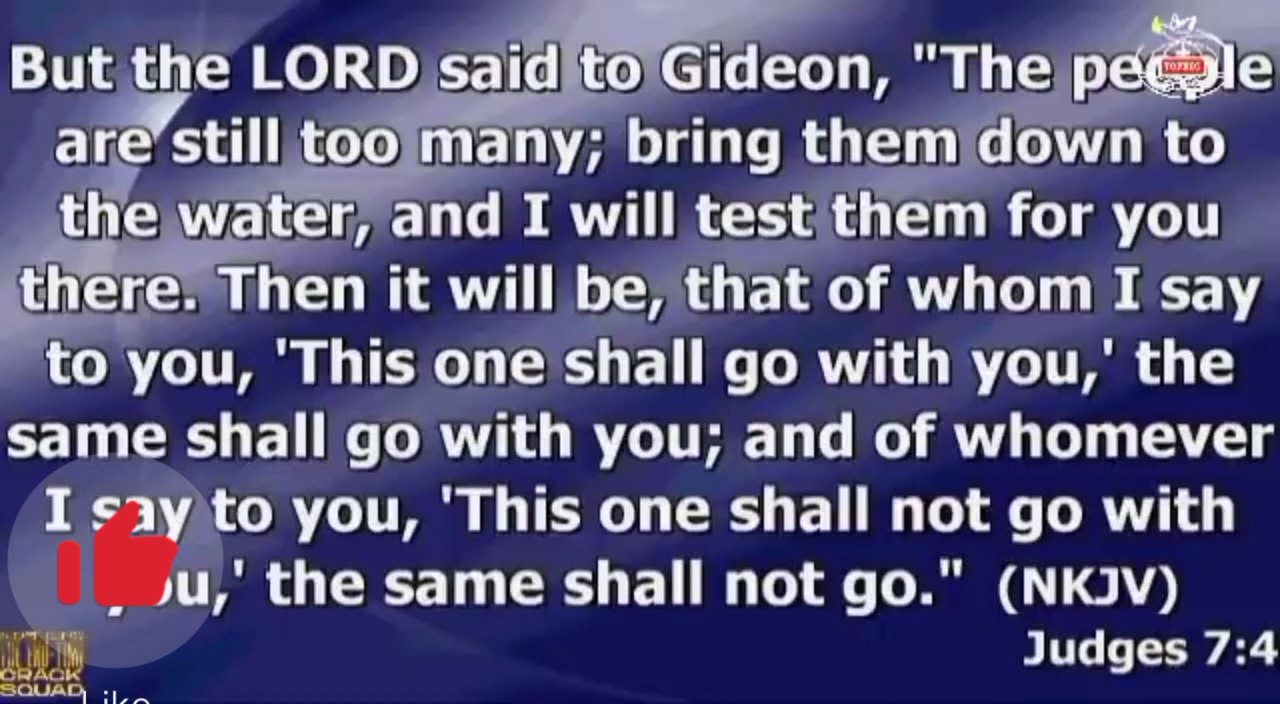 But the LORD said to Gideon, "The people
are still too many; bring them down to
the water, and I will test them for you
there. Then it will be, that of whom I say
to you, 'This one shall go with you,' the
same shall go with you; and of whomever
I say to you, 'This one shall not go with
you,' the same shall not go." (NKJV)
Judges 7:4
CRACK
SQUAD
Like